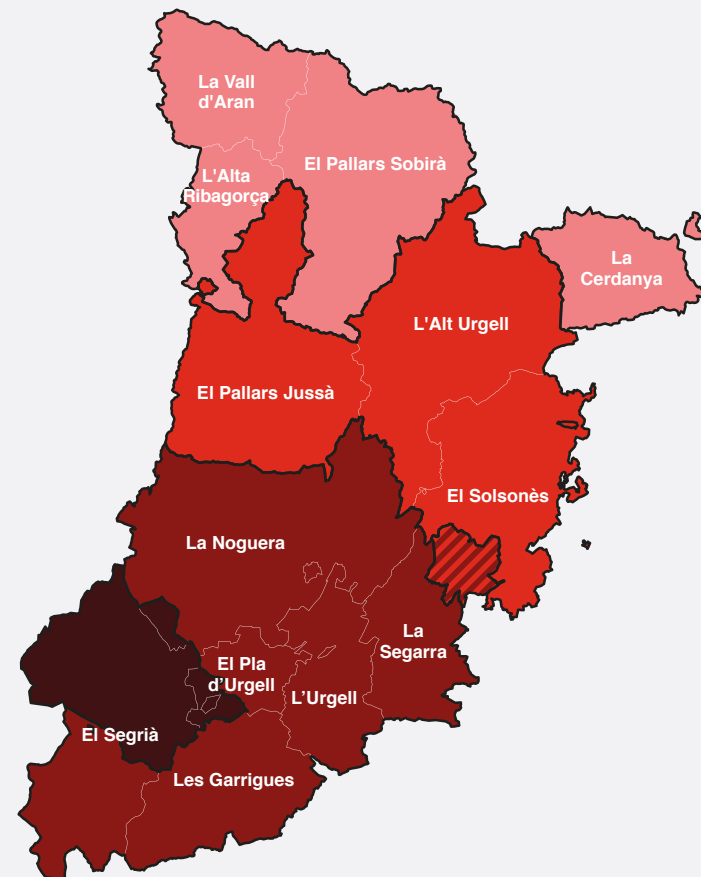 La Vall
d'Aran
El Pallars Sobirà
L'Alta
Ribagorça
La
Cerdanya
L'Alt Urgell
El Pallars Jussà
El Solsonès
La Noguera
La
Segarra
El Pla
d’Urgell
L’Urgell
El Segrià
Les Garrigues